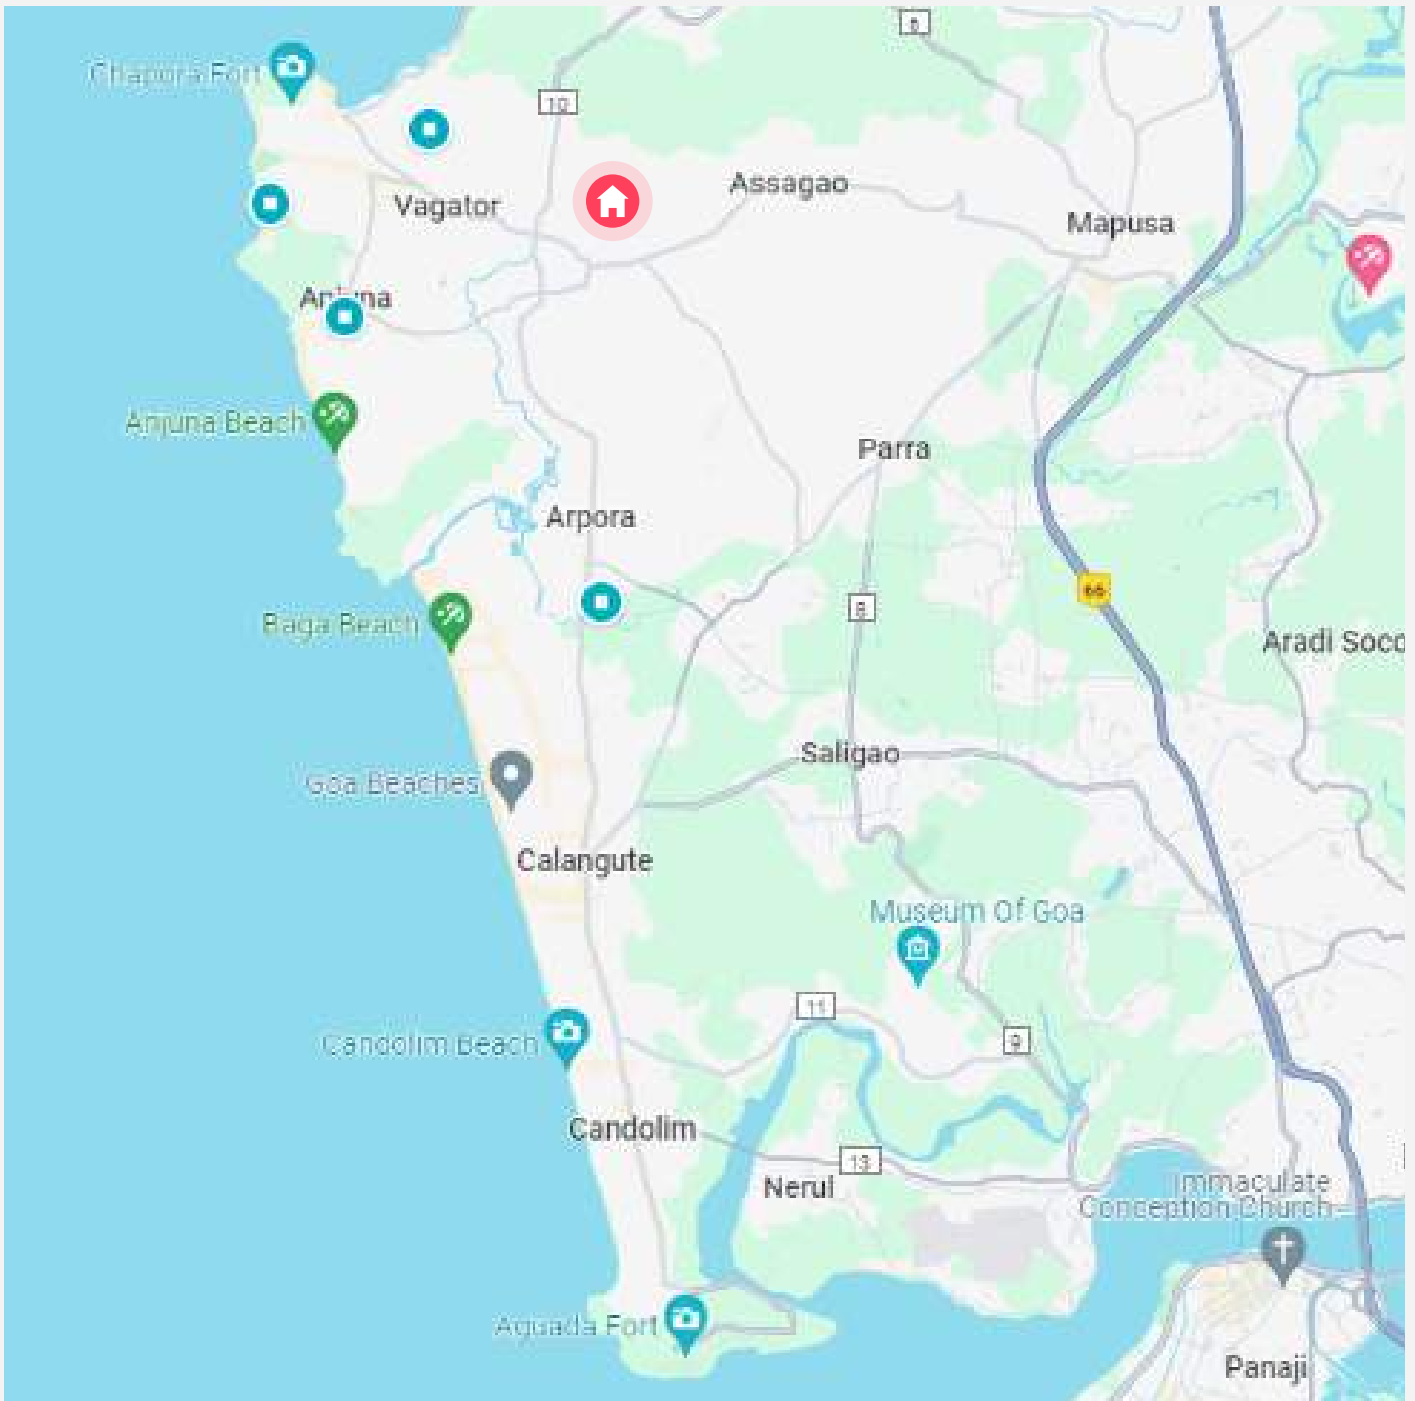 6
Chapora Fort
10
Assagao
Vagator
Mapusa
Anjuna
Anjuna Beach
Parra
Arpora
66
8
Baga Beach
Aradi Soco
Saligao
Goa Beaches
Calangute
Museum Of Goa
11
9
Candolim Beach
Candolim
13
Nerul
Immaculate
Conception Church
Aguada Fort
Panaji